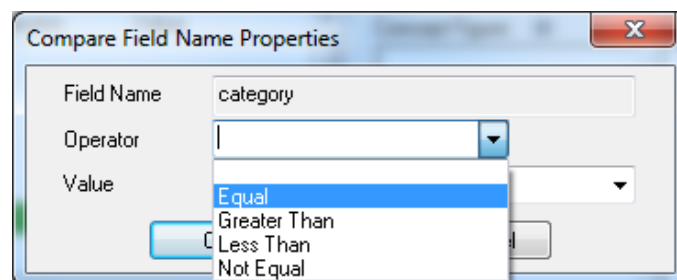 Compare Field Name Properties
Field Name category
Operator
Value
Equal
Greater Than
Less Than
Not Equal